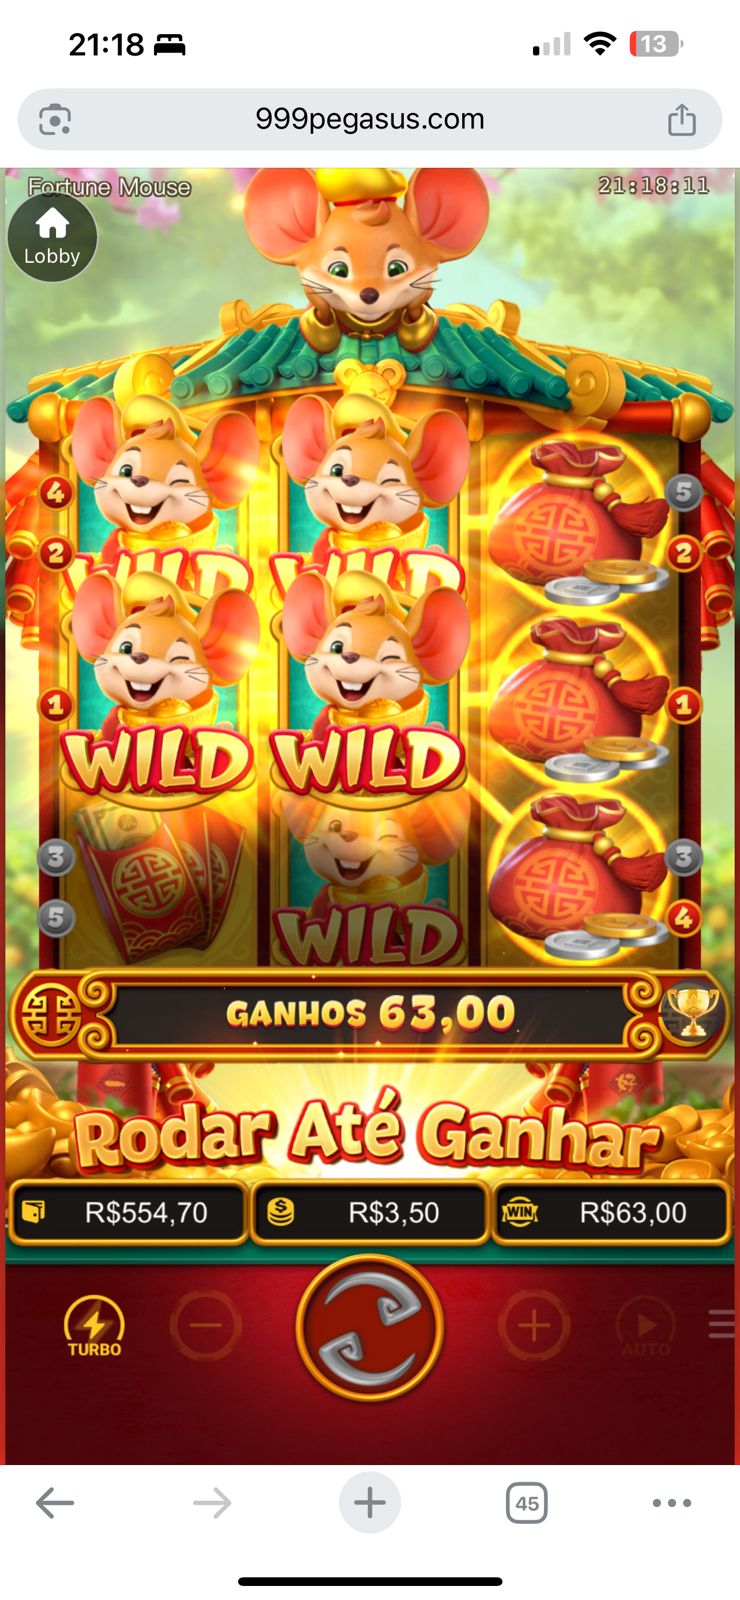 21:18
13
999pegasus.com
Fortune Mouse
21:18:11
Lobby
4
5
2
WILD
WILD
2
1
1
WILD
WILD
3
3
5
WILD
4
GANHOS 63,00
Rodar Até Ganhar
R$554,70
R$3,50
WIN
R$63,00
TURBO
AUTO
45